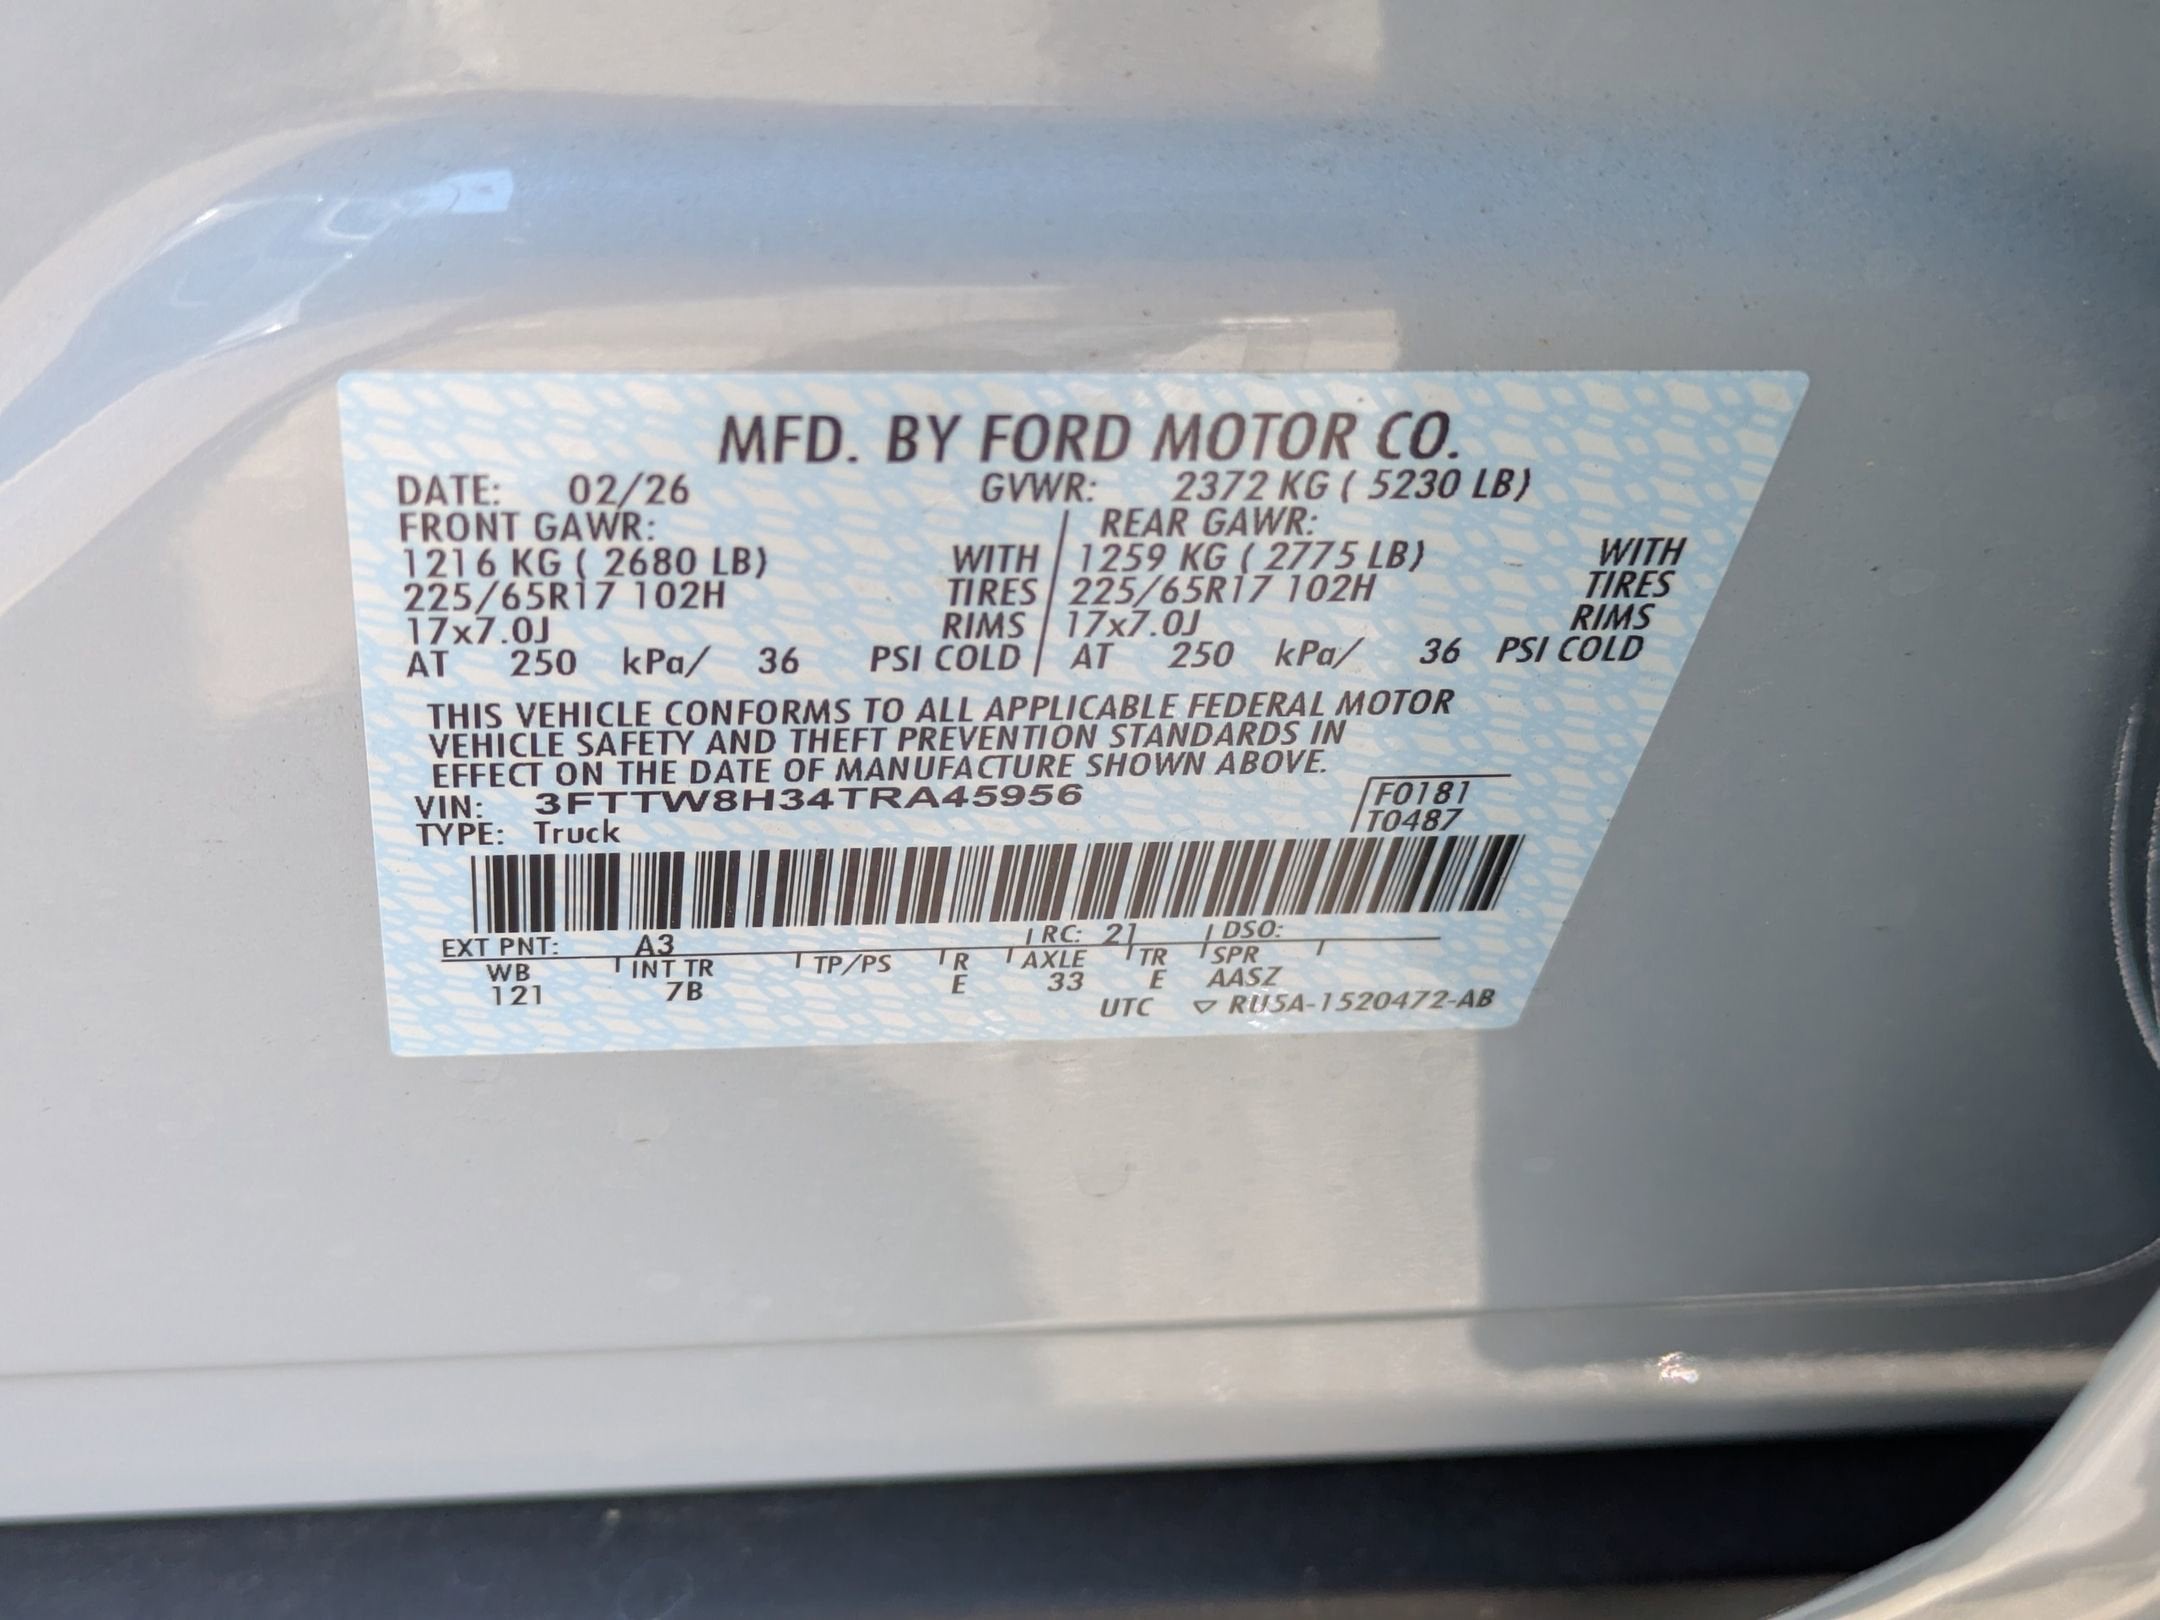 MFD. BY FORD MOTOR CO.
DATE: 02/26 GVWR: 2372 KG ( 5230 LB)
FRONT GAWR: REAR GAWR:
1216 KG ( 2680 LB) WITH 1259 KG ( 2775 LB) WITH
225/65R17 102H TIRES 225/65R17 102H TIRES
17x7.0J RIMS 17x7.0J RIMS
AT 250 kPa/ 36 PSI COLD AT 250 kPa/ 36 PSI COLD
THIS VEHICLE CONFORMS TO ALL APPLICABLE FEDERAL MOTOR
VEHICLE SAFETY AND THEFT PREVENTION STANDARDS IN
EFFECT ON THE DATE OF MANUFACTURE SHOWN ABOVE.
VIN: 3FTTW8H34TRA45956 F0181
TYPE: Truck T0487
EXT PNT: A3 RC: 21 DSO:
WB INT TR TP/PS R AXLE TR SPR
121 7B E 33 E AASZ
UTC ▽ RU5A-1520472-AB